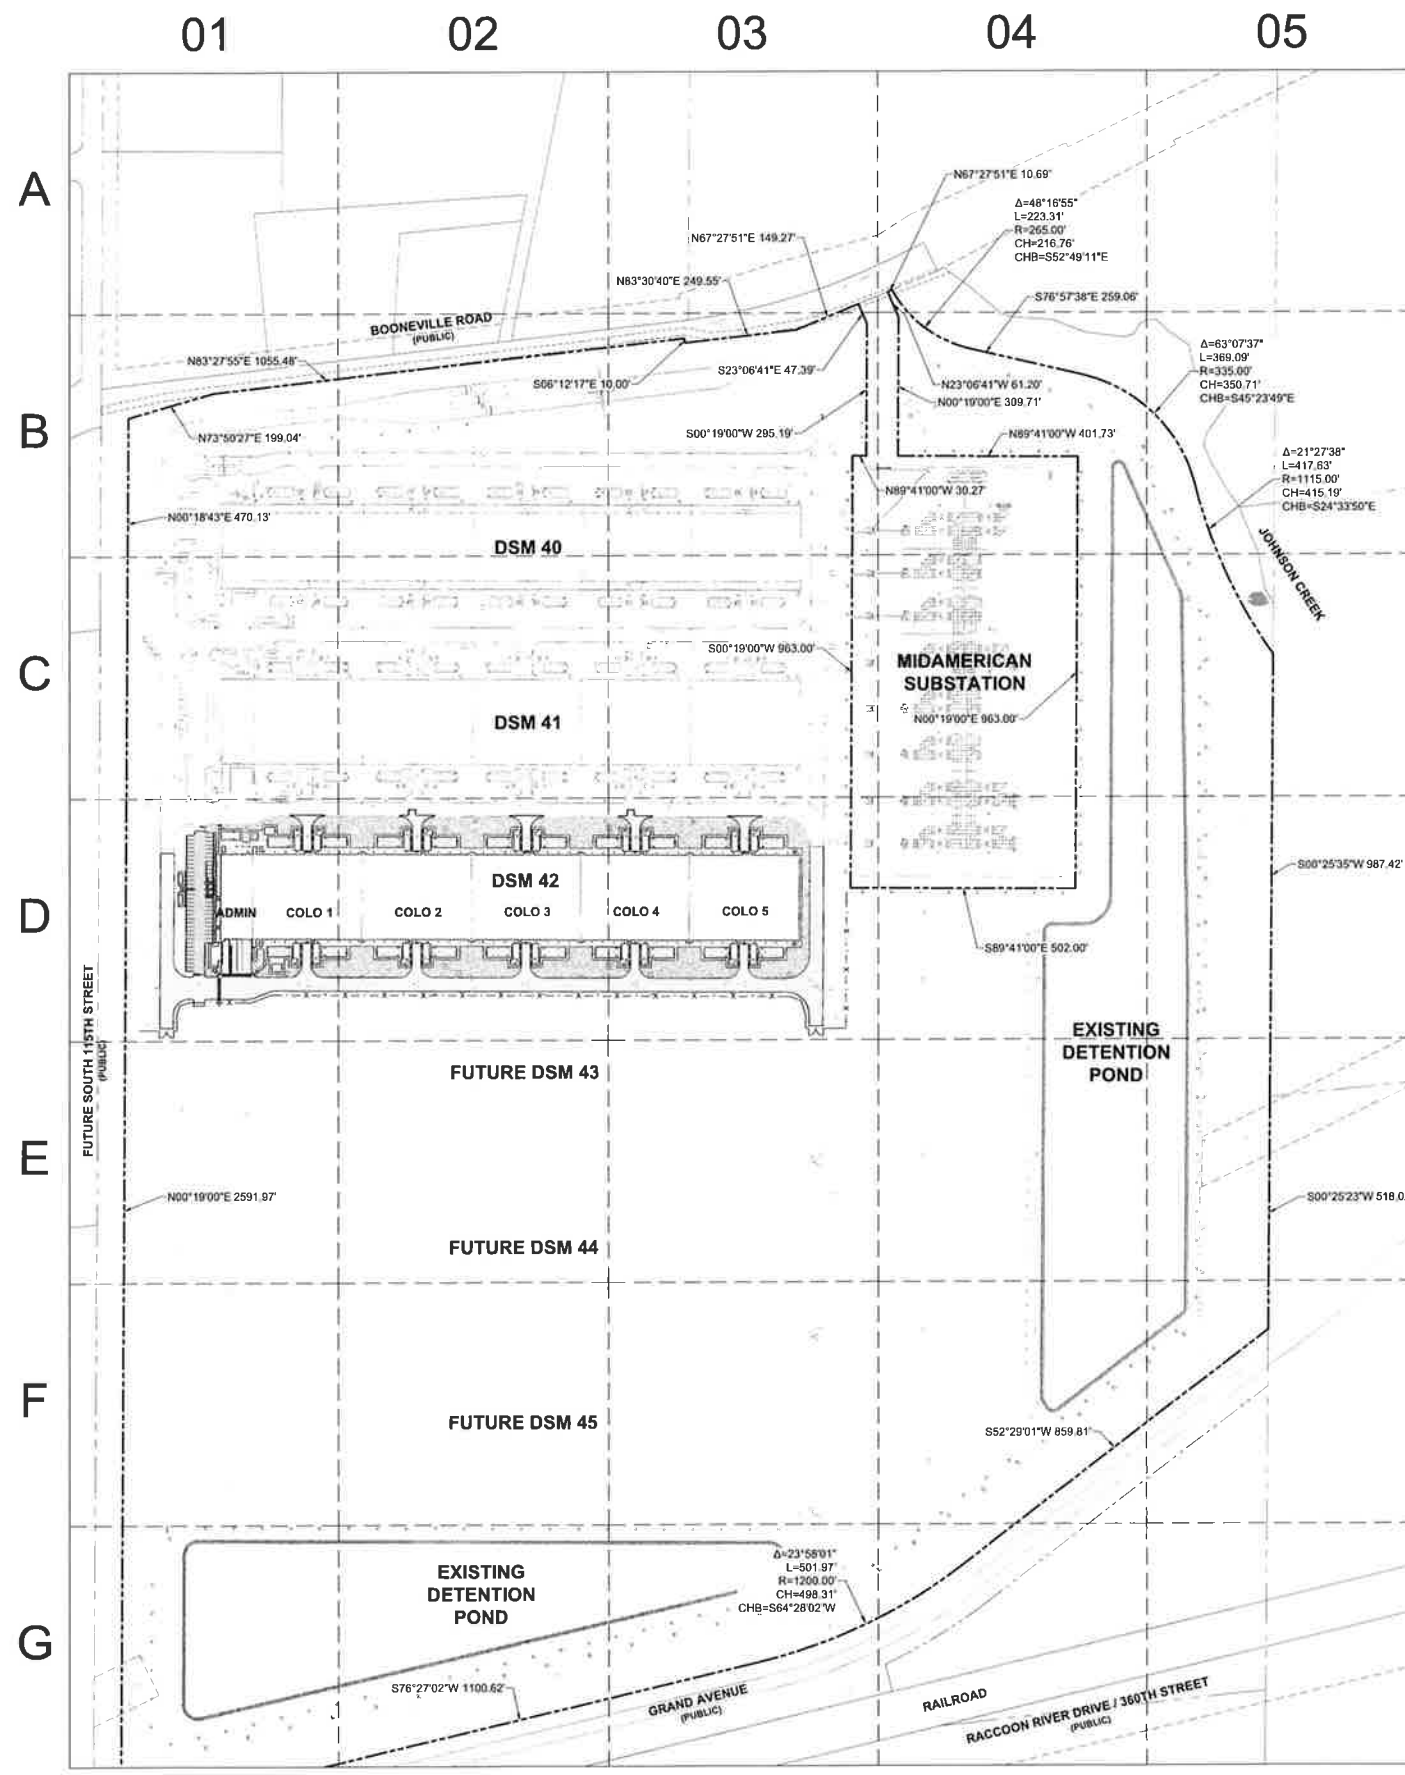 01 02 03 04 05
A
N67°27'51"E 10.69'
Δ=48°16'55"
L=223.31'
R=265.00'
CH=216.76'
CHB=S52°49'11"E
N67°27'51"E 149.27'
N83°30'40"E 249.55'
S76°57'38"E 259.06'
BOONEVILLE ROAD
(PUBLIC)
Δ=63°07'37"
L=369.09'
R=335.00'
CH=350.71'
CHB=S45°23'49"E
N83°27'55"E 1055.48'
S06°12'17"E 10.00'
S23°06'41"E 47.39'
N23°06'41"W 61.20'
N00°19'00"E 309.71'
B
N73°50'27"E 199.04'
S00°19'00"W 295.19'
N89°41'00"W 401.73'
Δ=21°27'38"
L=417.63'
R=1115.00'
CH=415.19'
CHB=S24°33'50"E
N89°41'00"W 30.27'
N00°18'43"E 470.13'
DSM 40
JOHNSON CREEK
C
S00°19'00"W 963.00'
MIDAMERICAN
SUBSTATION
N00°19'00"E 963.00'
DSM 41
S00°25'35"W 987.42'
DSM 42
D
ADMIN COLO 1 COLO 2 COLO 3 COLO 4 COLO 5
S89°41'00"E 502.00'
FUTURE SOUTH 115TH STREET
(PUBLIC)
EXISTING
DETENTION
POND
FUTURE DSM 43
E
N00°19'00"E 2591.97'
S00°25'23"W 518.0
FUTURE DSM 44
F
FUTURE DSM 45
S52°29'01"W 859.81'
EXISTING
DETENTION
POND
Δ=23°58'01"
L=501.97'
R=1200.00'
CH=498.31'
CHB=S64°28'02"W
G
S76°27'02"W 1100.62'
GRAND AVENUE
(PUBLIC)
RAILROAD
RACCOON RIVER DRIVE / 360TH STREET
(PUBLIC)